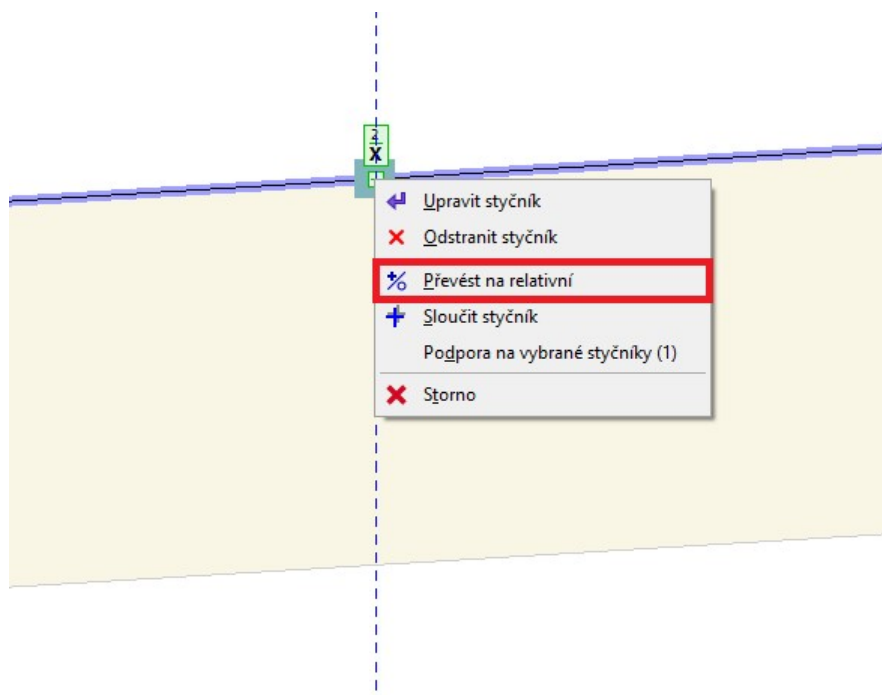 2
X
Upravit styčník
Odstranit styčník
Převést na relativní
Sloučit styčník
Podpora na vybrané styčníky (1)
Storno